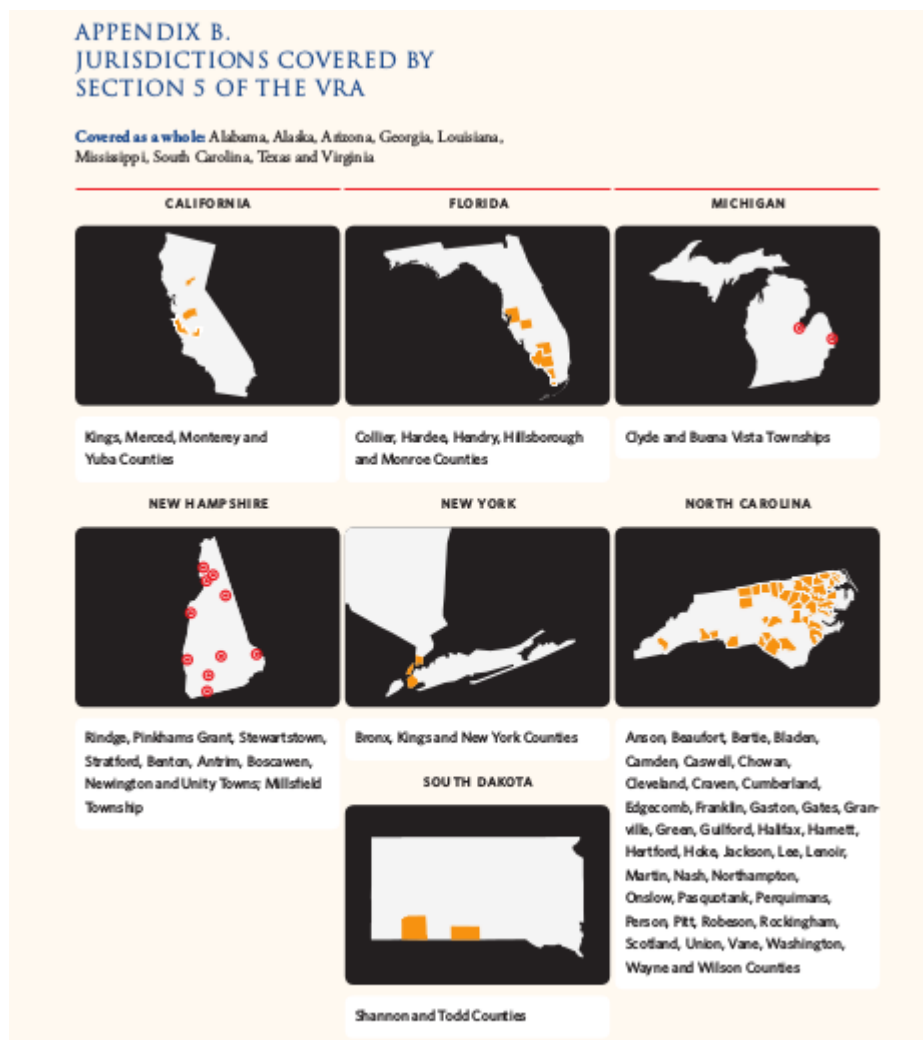 APPENDIX B.
JURISDICTIONS COVERED BY
SECTION 5 OF THE VRA
Covered as a whole: Alabama, Alaska, Arizona, Georgia, Louisiana,
Mississippi, South Carolina, Texas and Virginia
CALIFORNIA
Kings, Merced, Monterey and
Yuba Counties
FLORIDA
Collier, Hardee, Hendry, Hillsborough
and Monroe Counties
MICHIGAN
Clyde and Buena Vista Townships
NEW HAMPSHIRE
Rindge, Pinkhams Grant, Stewartstown,
Stratford, Benton, Antrim, Boscawen,
Newington and Unity Towns; Millsfield
Township
NEW YORK
Bronx, Kings and New York Counties
SOUTH DAKOTA
Shannon and Todd Counties
NORTH CAROLINA
Anson, Beaufort, Bertie, Bladen,
Camden, Caswell, Chowan,
Cleveland, Craven, Cumberland,
Edgecomb, Franklin, Gaston, Gates, Gran-
ville, Green, Guilford, Halifax, Harnett,
Hertford, Hoke, Jackson, Lee, Lenoir,
Martin, Nash, Northampton,
Onslow, Pasquotank, Perquimans,
Person, Pitt, Robeson, Rockingham,
Scotland, Union, Vane, Washington,
Wayne and Wilson Counties